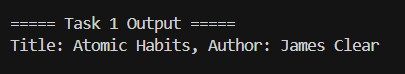 ===== Task 1 Output =====
Title: Atomic Habits, Author: James Clear